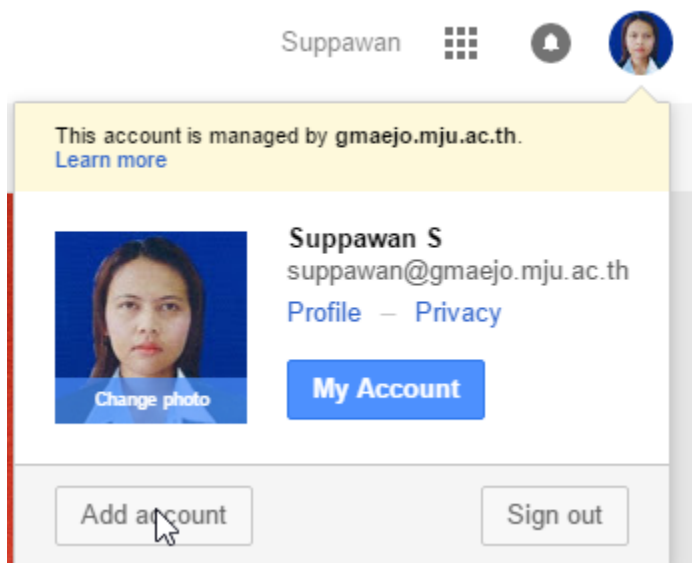 Suppawan
This account is managed by gmaejo.mju.ac.th.
Learn more
Suppawan S
suppawan@gmaejo.mju.ac.th
Profile – Privacy
Change photo
My Account
Add account
Sign out